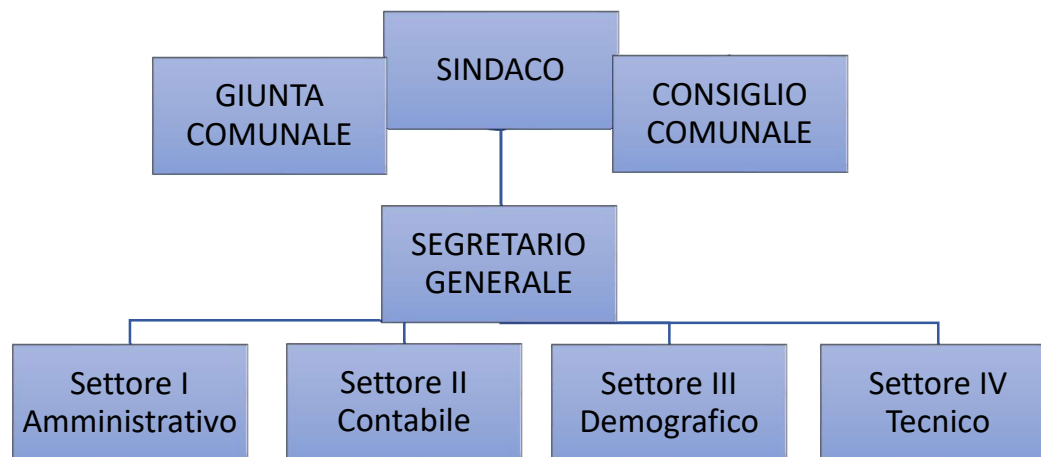 SINDACO
GIUNTA
COMUNALE
CONSIGLIO
COMUNALE
SEGRETARIO
GENERALE
Settore I
Amministrativo
Settore II
Contabile
Settore III
Demografico
Settore IV
Tecnico